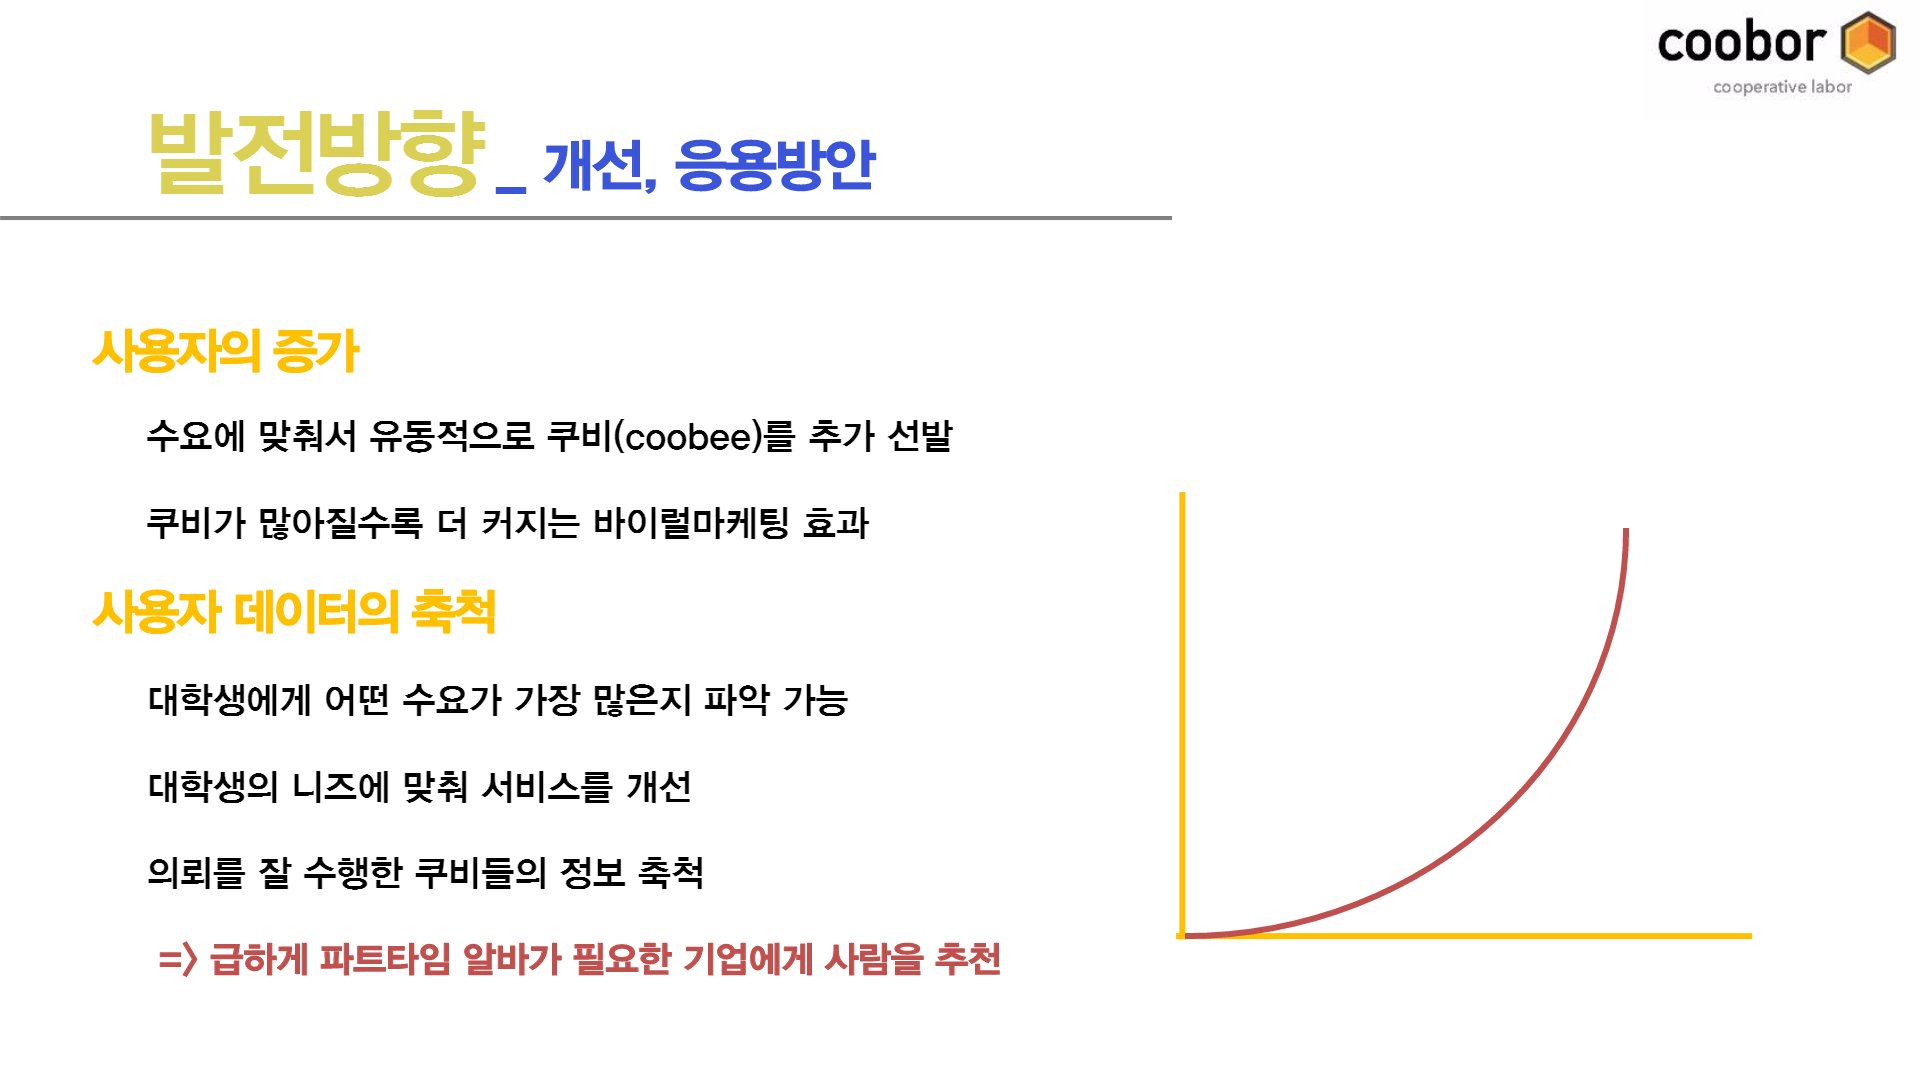 coobor
cooperative labor
발전방향_ 개선, 응용방안
사용자의 증가
수요에 맞춰서 유동적으로 쿠비(coobee)를 추가 선발
쿠비가 많아질수록 더 커지는 바이럴마케팅 효과
사용자 데이터의 축척
대학생에게 어떤 수요가 가장 많은지 파악 가능
대학생의 니즈에 맞춰 서비스를 개선
의뢰를 잘 수행한 쿠비들의 정보 축척
=> 급하게 파트타임 알바가 필요한 기업에게 사람을 추천